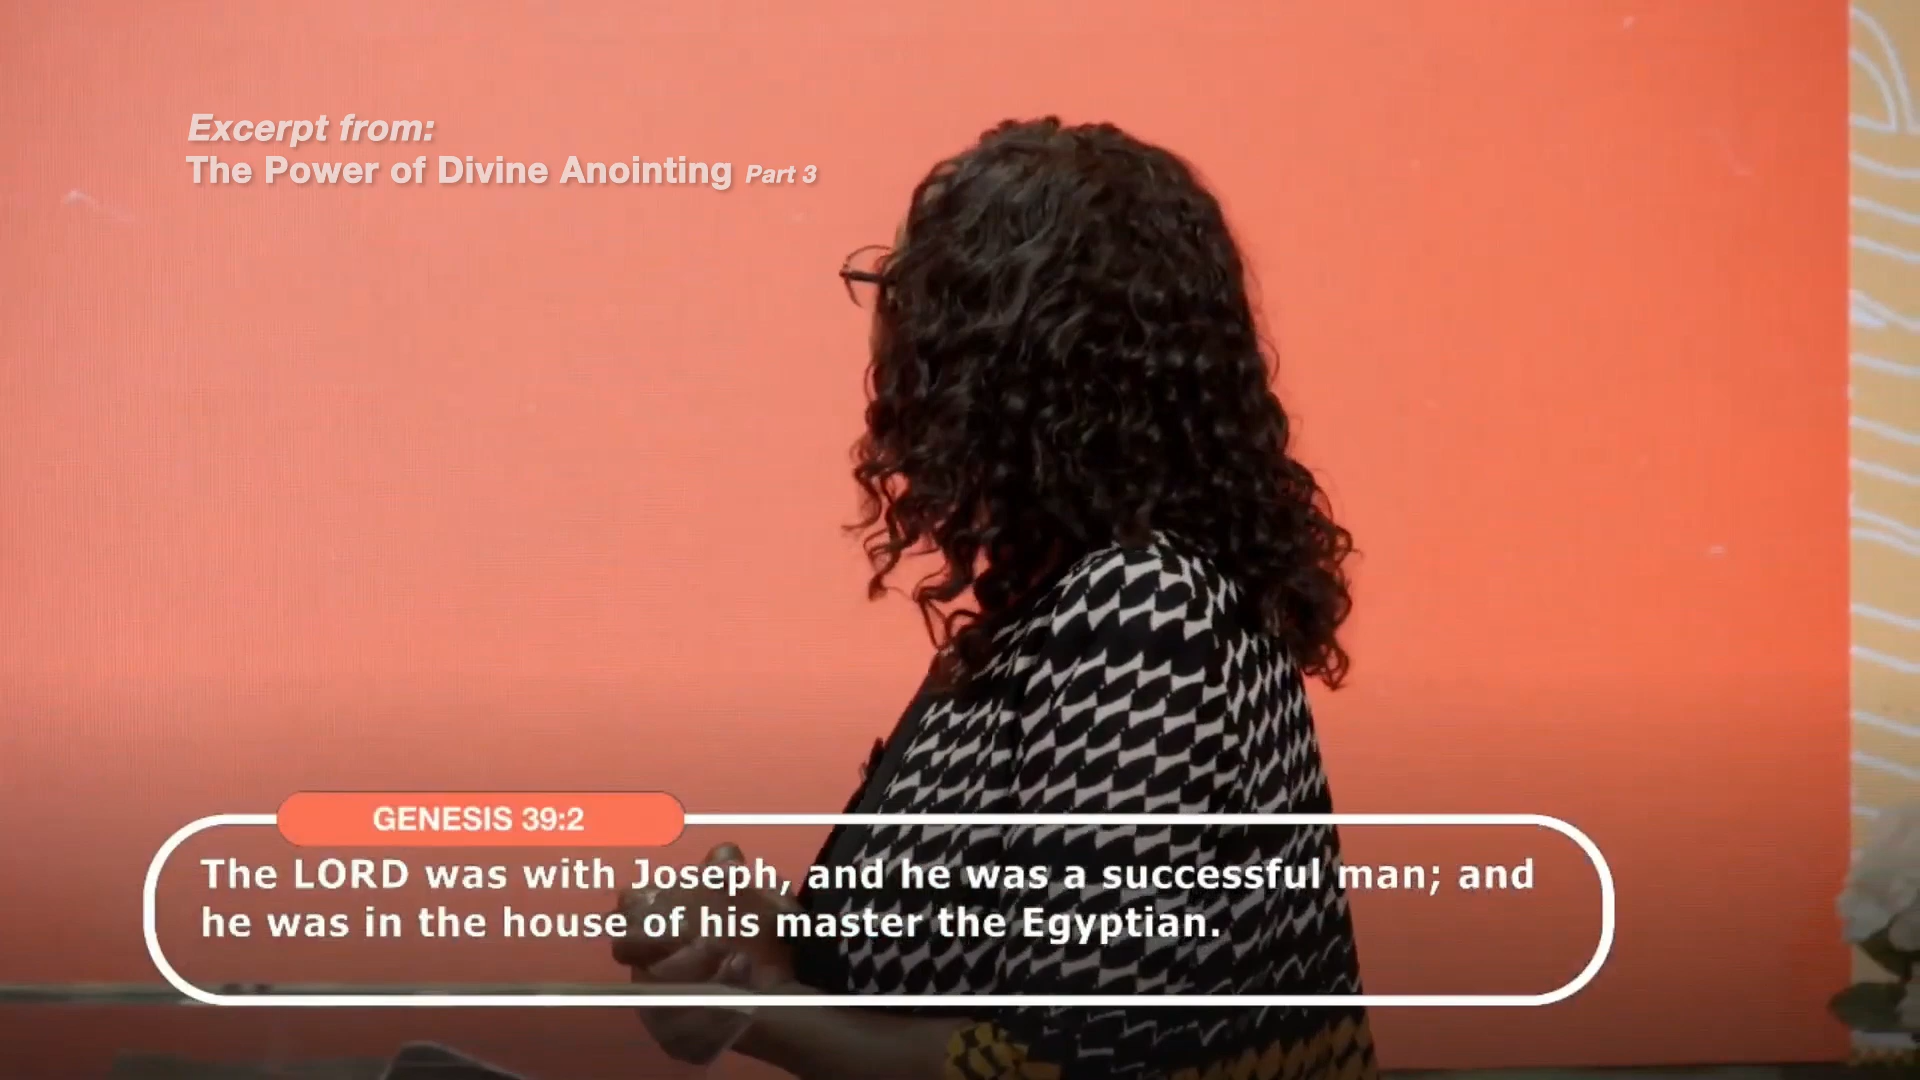 Excerpt from:
The Power of Divine Anointing Part 3
GENESIS 39:2
The LORD was with Joseph, and he was a successful man; and
he was in the house of his master the Egyptian.